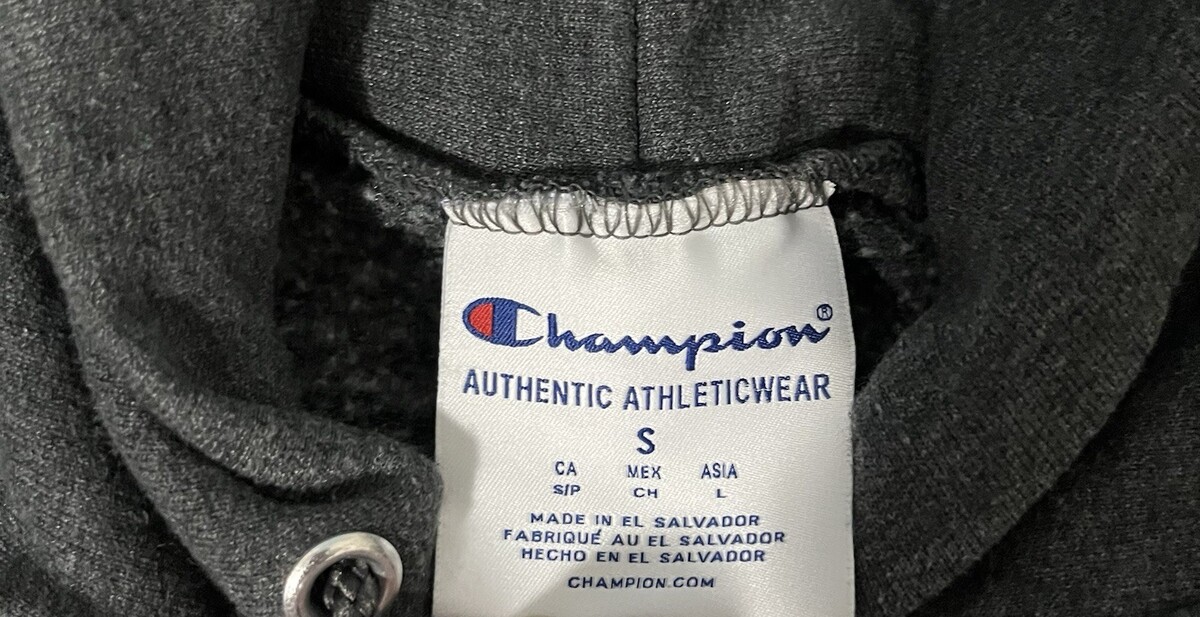 Champion®
AUTHENTIC ATHLETICWEAR
S
CA MEX ASIA
S/P CH L
MADE IN EL SALVADOR
FABRIQUÉ AU EL SALVADOR
HECHO EN EL SALVADOR
CHAMPION.COM